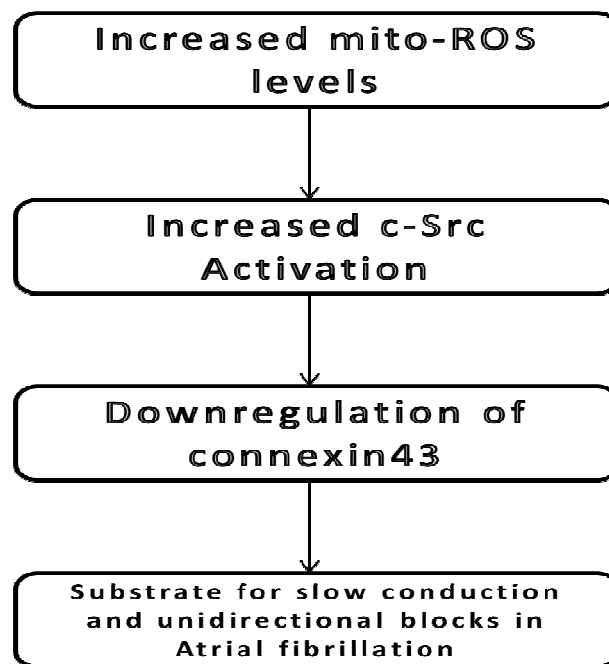 Increased mito-ROS
levels
Increased c-Src
Activation
Downregulation of
connexin43
Substrate for slow conduction
and unidirectional blocks in
Atrial fibrillation